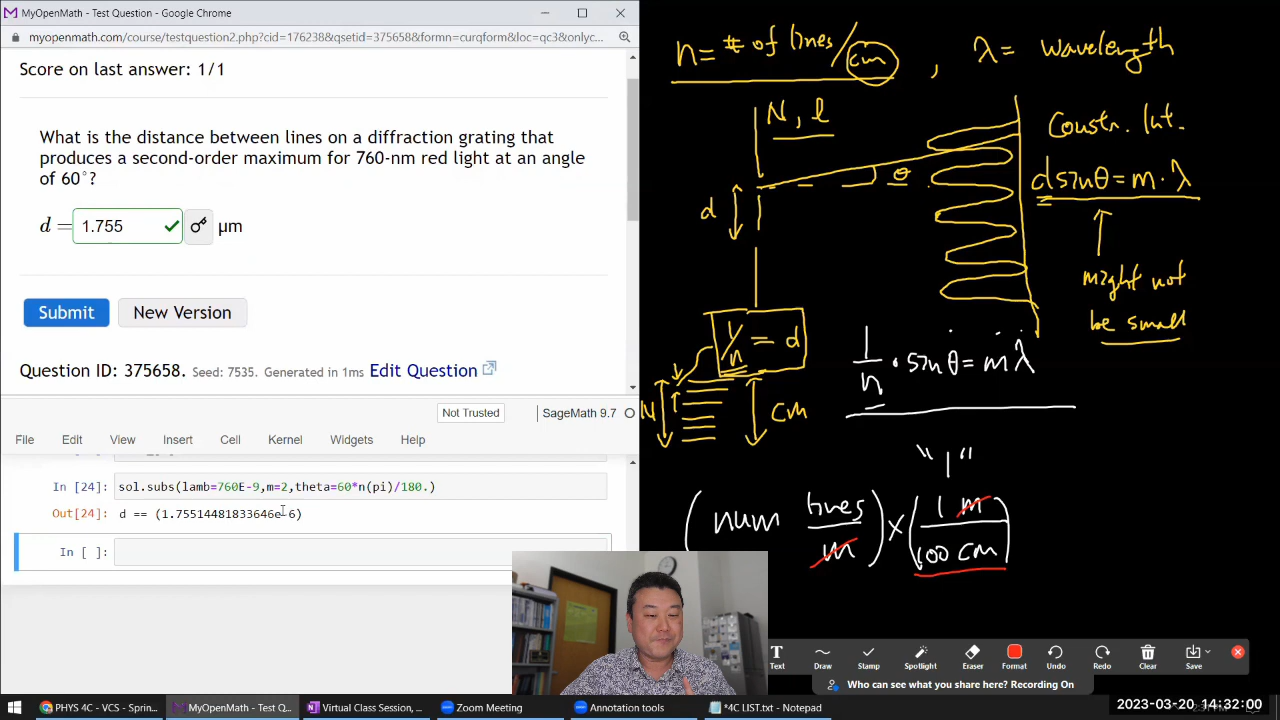 MyOpenMath - Test Question - Google Chrome
myopenmath.com/course/testquestion2.php?cid=176238&qsetid=375658&formn=curqform&loc=qc3&onlyc...
Score on last answer: 1/1
What is the distance between lines on a diffraction grating that
produces a second-order maximum for 760-nm red light at an angle
of 60°?
d = 1.755 μm
Submit
New Version
Question ID: 375658. Seed: 7535. Generated in 1ms Edit Question
Not Trusted
SageMath 9.7
File Edit View Insert Cell Kernel Widgets Help
In [24]: sol.subs(lamb=760E-9,m=2,theta=60*n(pi)/180.)
Out[24]:
In [ ]:
n = # of lines/cm , λ = wavelength
N, l
Constr. Int.
θ
d sinθ = m·λ
d
might not
be small
1/n = d
1/n · sinθ = mλ
N
cm
"1"
(num lines/m) × (1 m/100 cm)
Text Draw Stamp Spotlight Eraser Format Undo Redo Clear Save
Who can see what you share here? Recording On
PHYS 4C - VCS - Sprin...
MyOpenMath - Test Q...
Virtual Class Session, ...
Zoom Meeting
Annotation tools
*4C LIST.txt - Notepad
2023-03-20 14:32:00